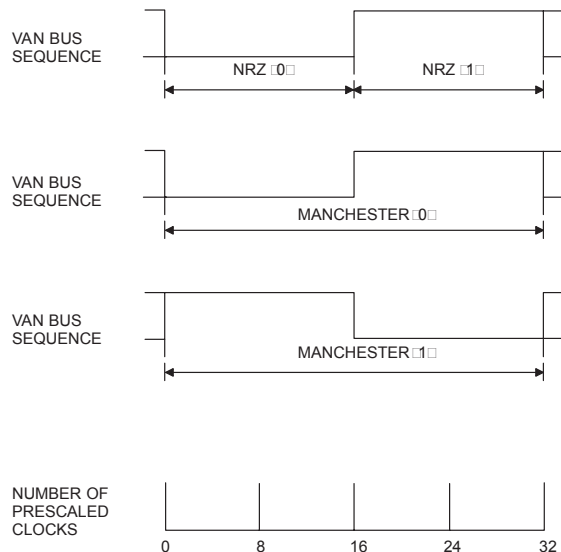 VAN BUS
SEQUENCE
NRZ □0□ NRZ □1□
VAN BUS
SEQUENCE
MANCHESTER □0□
VAN BUS
SEQUENCE
MANCHESTER □1□
NUMBER OF
PRESCALED
CLOCKS
0 8 16 24 32